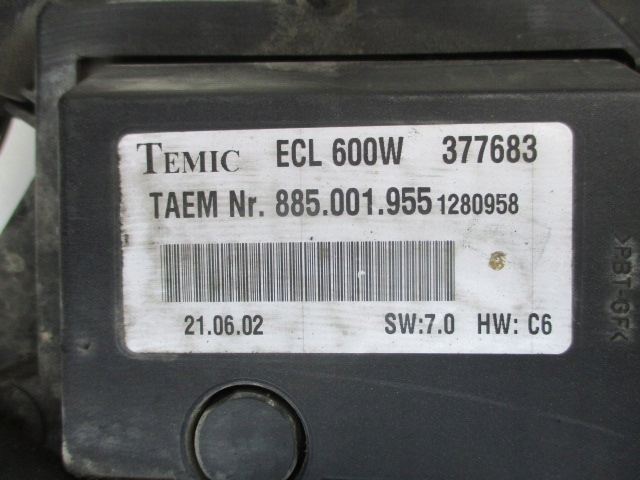 TEMIC ECL 600W 377683
TAEM Nr. 885.001.955 1280958
21.06.02 SW:7.0 HW: C6
>PBT-GF<